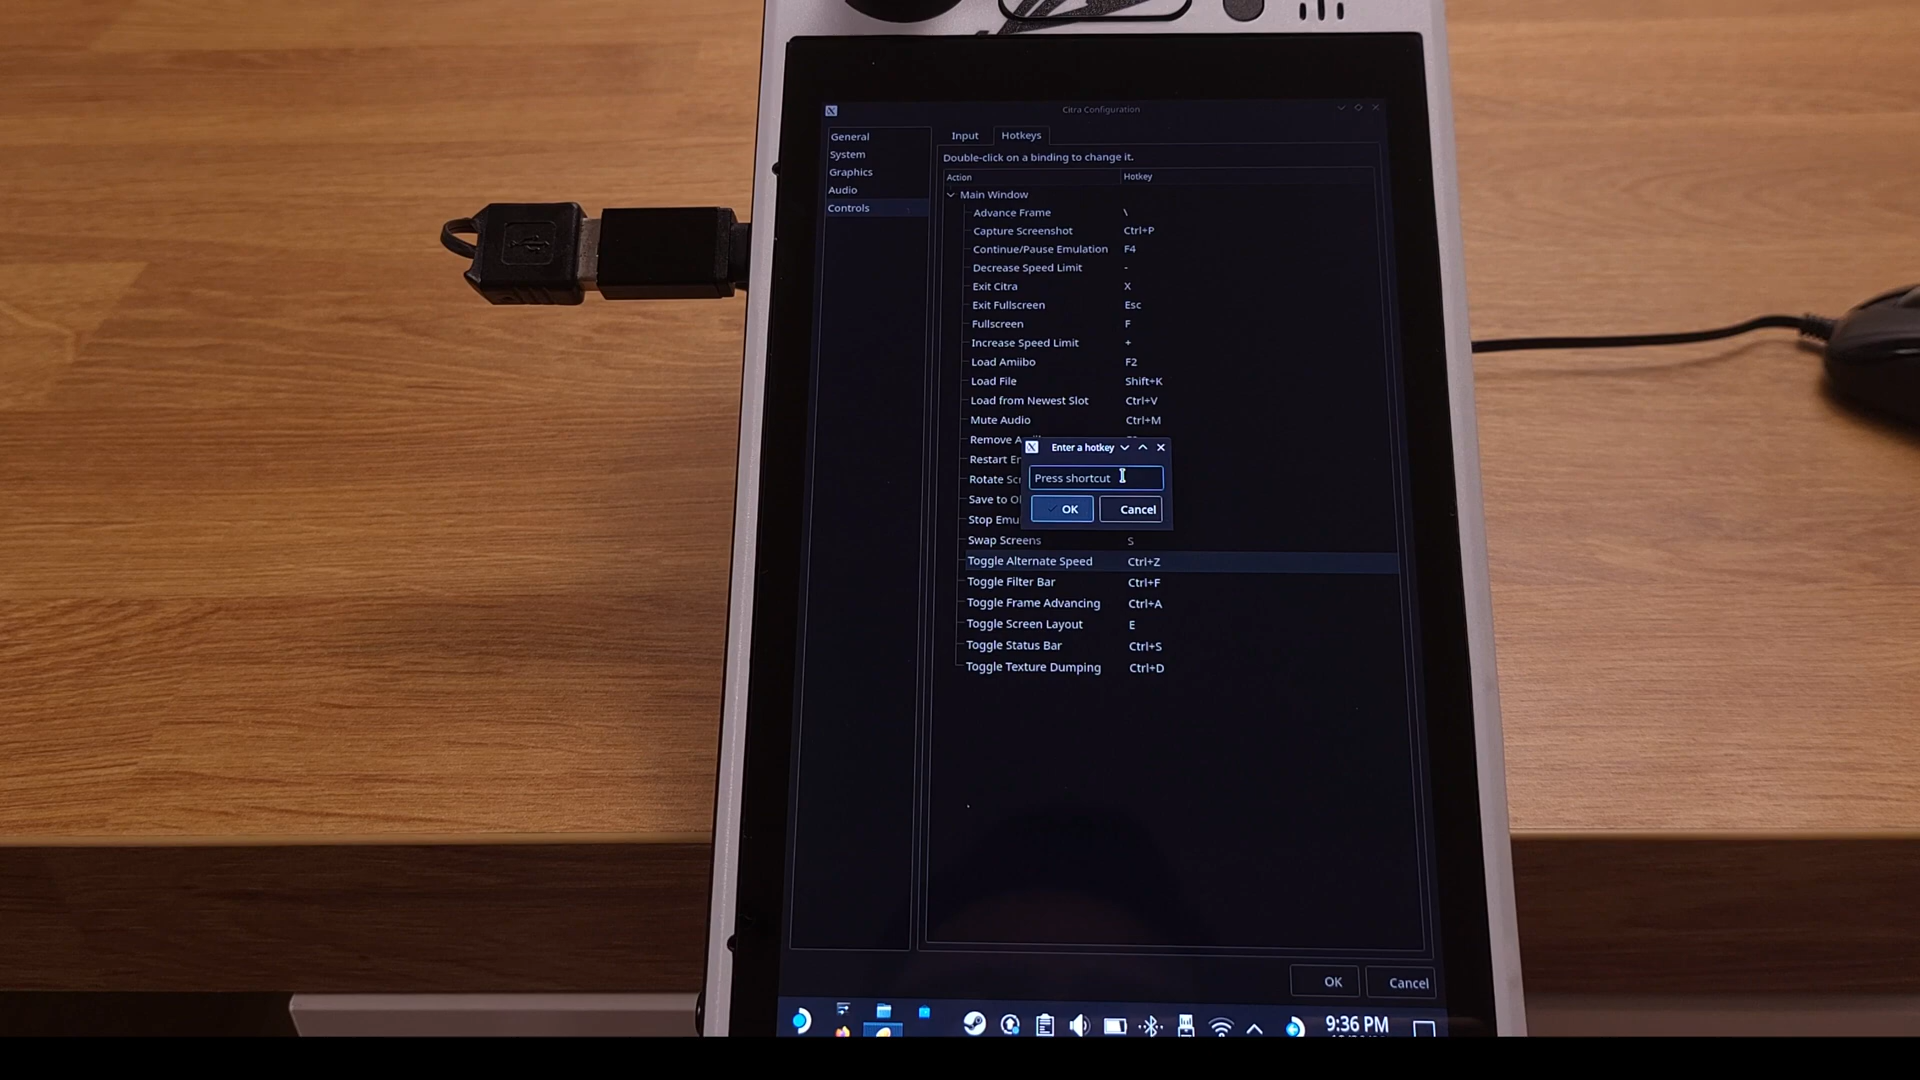 Citra Configuration
General
System
Graphics
Audio
Controls
Input Hotkeys
Double-click on a binding to change it.
Action Hotkey
Main Window
Advance Frame \
Capture Screenshot Ctrl+P
Continue/Pause Emulation F4
Decrease Speed Limit -
Exit Citra X
Exit Fullscreen Esc
Fullscreen F
Increase Speed Limit +
Load Amiibo F2
Load File Shift+K
Load from Newest Slot Ctrl+V
Mute Audio Ctrl+M
Remove
Restart
Rotate
Save to
Stop
Enter a hotkey
Press shortcut
OK Cancel
Swap Screens S
Toggle Alternate Speed Ctrl+Z
Toggle Filter Bar Ctrl+F
Toggle Frame Advancing Ctrl+A
Toggle Screen Layout E
Toggle Status Bar Ctrl+S
Toggle Texture Dumping Ctrl+D
OK Cancel
9:36 PM